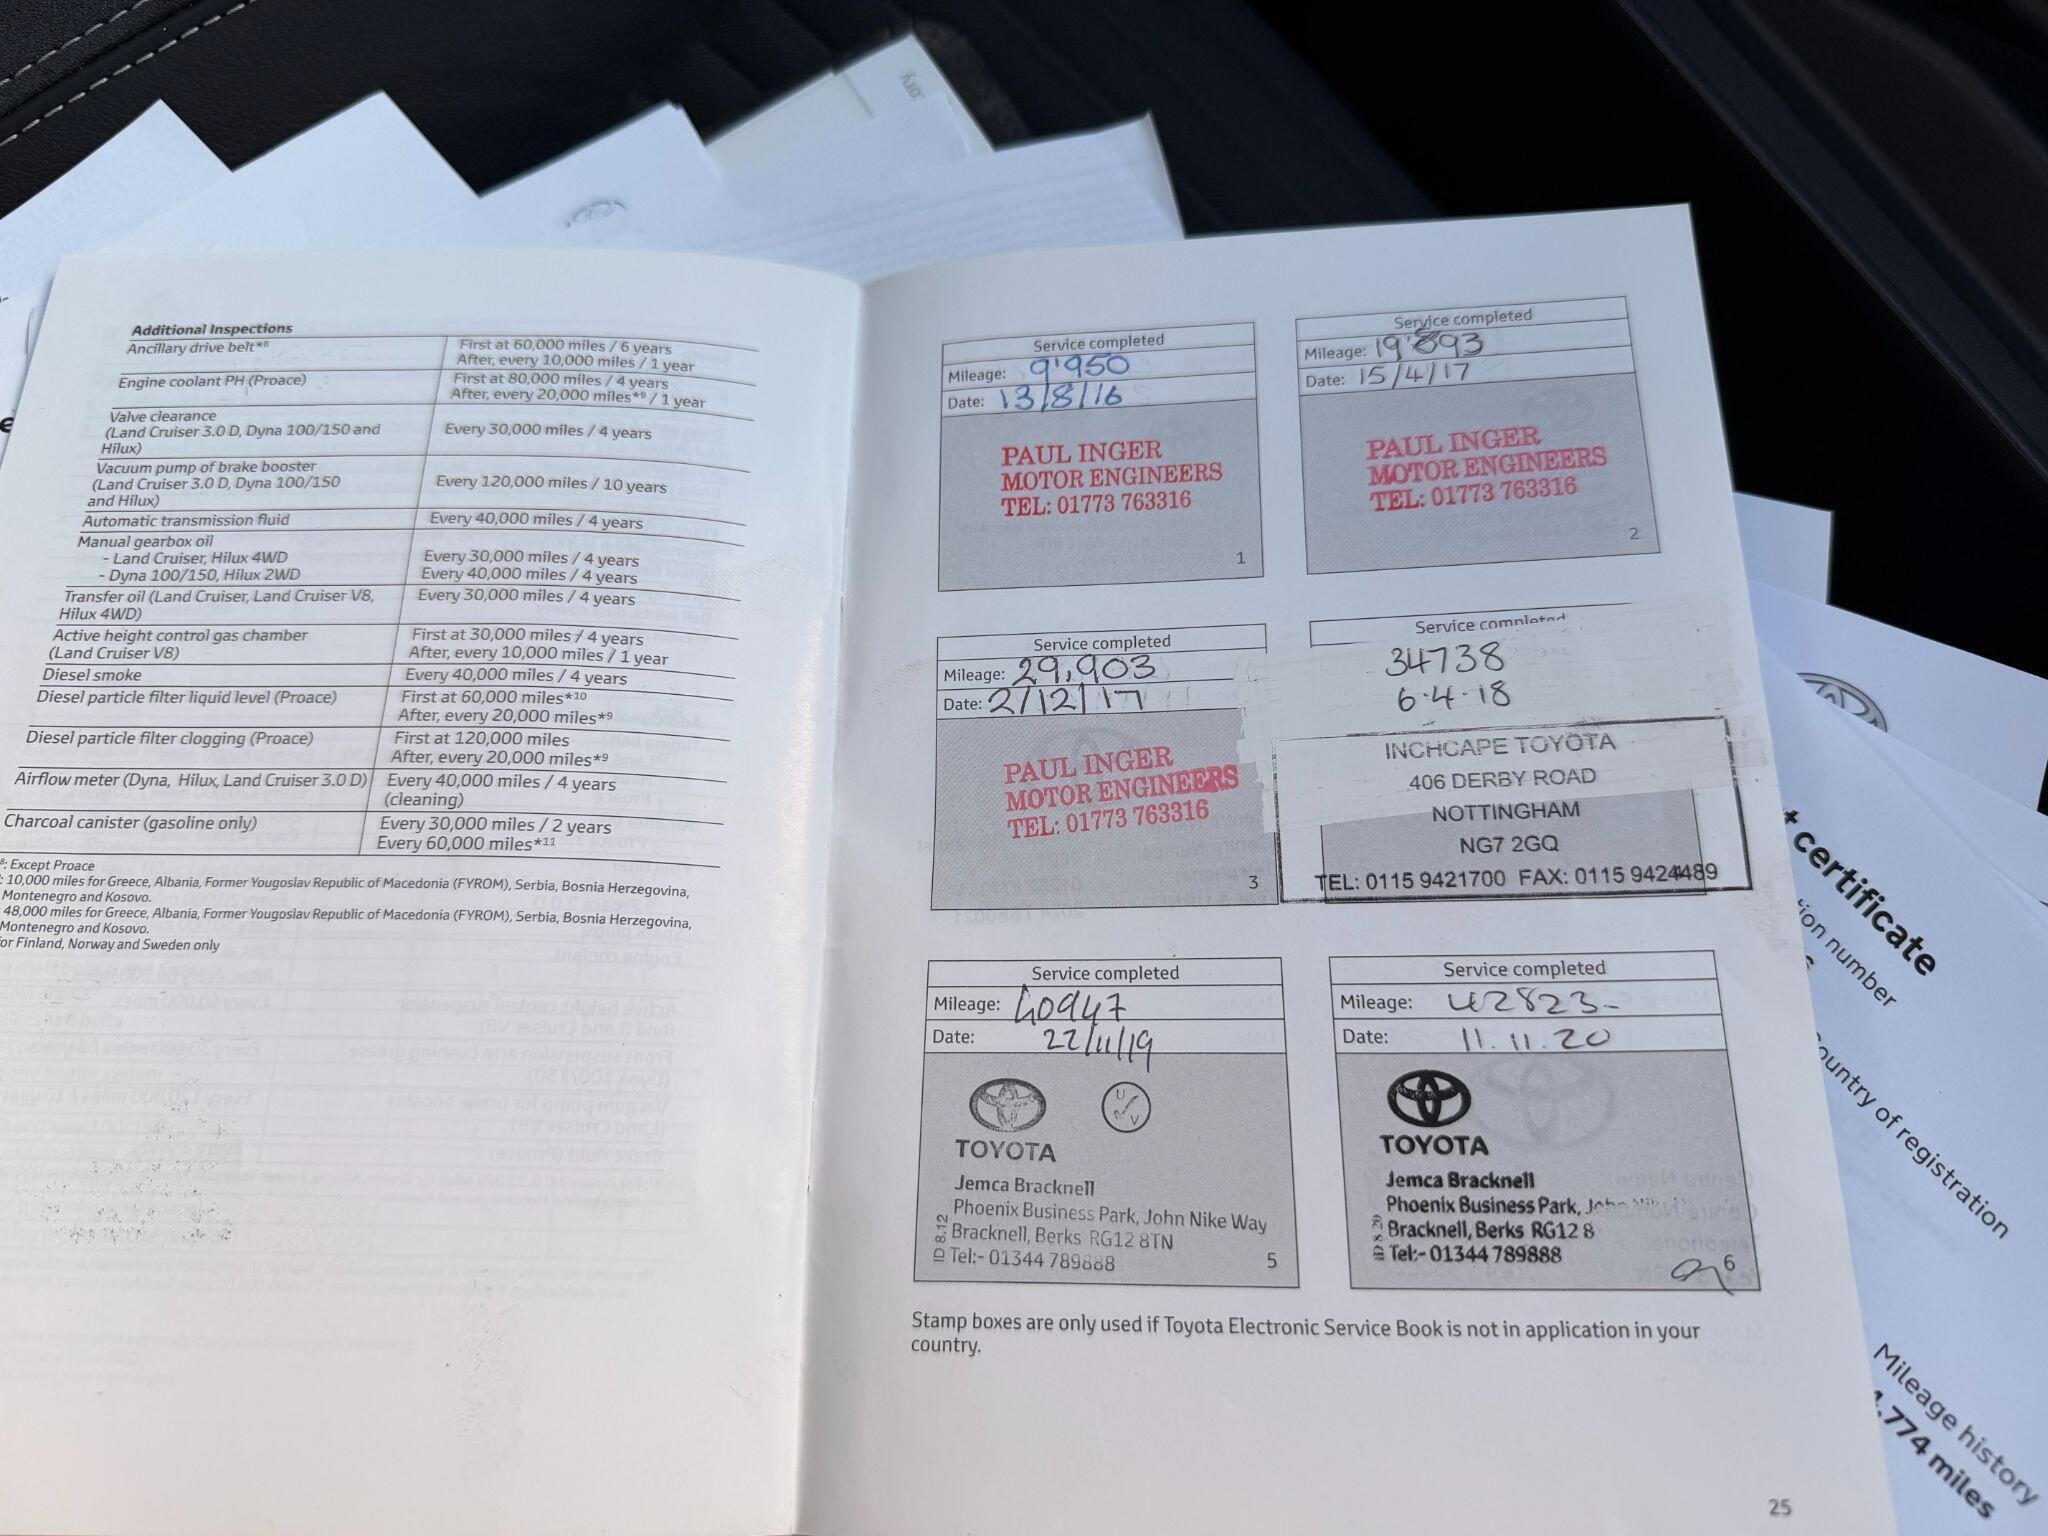 Additional Inspections
Ancillary drive belt*8
First at 60,000 miles / 6 years
After, every 10,000 miles / 1 year
Engine coolant PH (Proace)
First at 80,000 miles / 4 years
After, every 20,000 miles*9 / 1 year
Valve clearance
(Land Cruiser 3.0 D, Dyna 100/150 and
Hilux)
Every 30,000 miles / 4 years
Vacuum pump of brake booster
(Land Cruiser 3.0 D, Dyna 100/150
and Hilux)
Every 120,000 miles / 10 years
Automatic transmission fluid
Every 40,000 miles / 4 years
Manual gearbox oil
- Land Cruiser, Hilux 4WD
Every 30,000 miles / 4 years
- Dyna 100/150, Hilux 2WD
Every 40,000 miles / 4 years
Transfer oil (Land Cruiser, Land Cruiser V8,
Hilux 4WD)
Every 30,000 miles / 4 years
Active height control gas chamber
(Land Cruiser V8)
First at 30,000 miles / 4 years
After, every 10,000 miles / 1 year
Diesel smoke
Every 40,000 miles / 4 years
Diesel particle filter liquid level (Proace)
First at 60,000 miles*10
After, every 20,000 miles*9
Diesel particle filter clogging (Proace)
First at 120,000 miles
After, every 20,000 miles*9
Airflow meter (Dyna, Hilux, Land Cruiser 3.0 D)
Every 40,000 miles / 4 years
(cleaning)
Charcoal canister (gasoline only)
Every 30,000 miles / 2 years
Every 60,000 miles*11
8: Except Proace
: 10,000 miles for Greece, Albania, Former Yougoslav Republic of Macedonia (FYROM), Serbia, Bosnia Herzegovina,
Montenegro and Kosovo.
48,000 miles for Greece, Albania, Former Yougoslav Republic of Macedonia (FYROM), Serbia, Bosnia Herzegovina,
Montenegro and Kosovo.
for Finland, Norway and Sweden only
Service completed
Mileage: 9'950
Date: 13/8/16
PAUL INGER
MOTOR ENGINEERS
TEL: 01773 763316
1
Service completed
Mileage: 19'893
Date: 15/4/17
PAUL INGER
MOTOR ENGINEERS
TEL: 01773 763316
2
Service completed
Mileage: 29,903
Date: 2/12/17
PAUL INGER
MOTOR ENGINEERS
TEL: 01773 763316
3
Service completed
34738
6.4.18
INCHCAPE TOYOTA
406 DERBY ROAD
NOTTINGHAM
NG7 2GQ
TEL: 0115 9421700 FAX: 0115 9424489
Service completed
Mileage: 40947
Date: 22/11/19
U V
TOYOTA
Jemca Bracknell
Phoenix Business Park, John Nike Way
Bracknell, Berks RG12 8TN
Tel:- 01344 789888
ID 8.12
5
Service completed
Mileage: 42823-
Date: 11.11.20
TOYOTA
Jemca Bracknell
Phoenix Business Park, John Nike
Bracknell, Berks RG12 8
Tel:- 01344 789888
6
Stamp boxes are only used if Toyota Electronic Service Book is not in application in your
country.
25
* certificate
tion number
ountry of registration
Mileage history
,774 miles